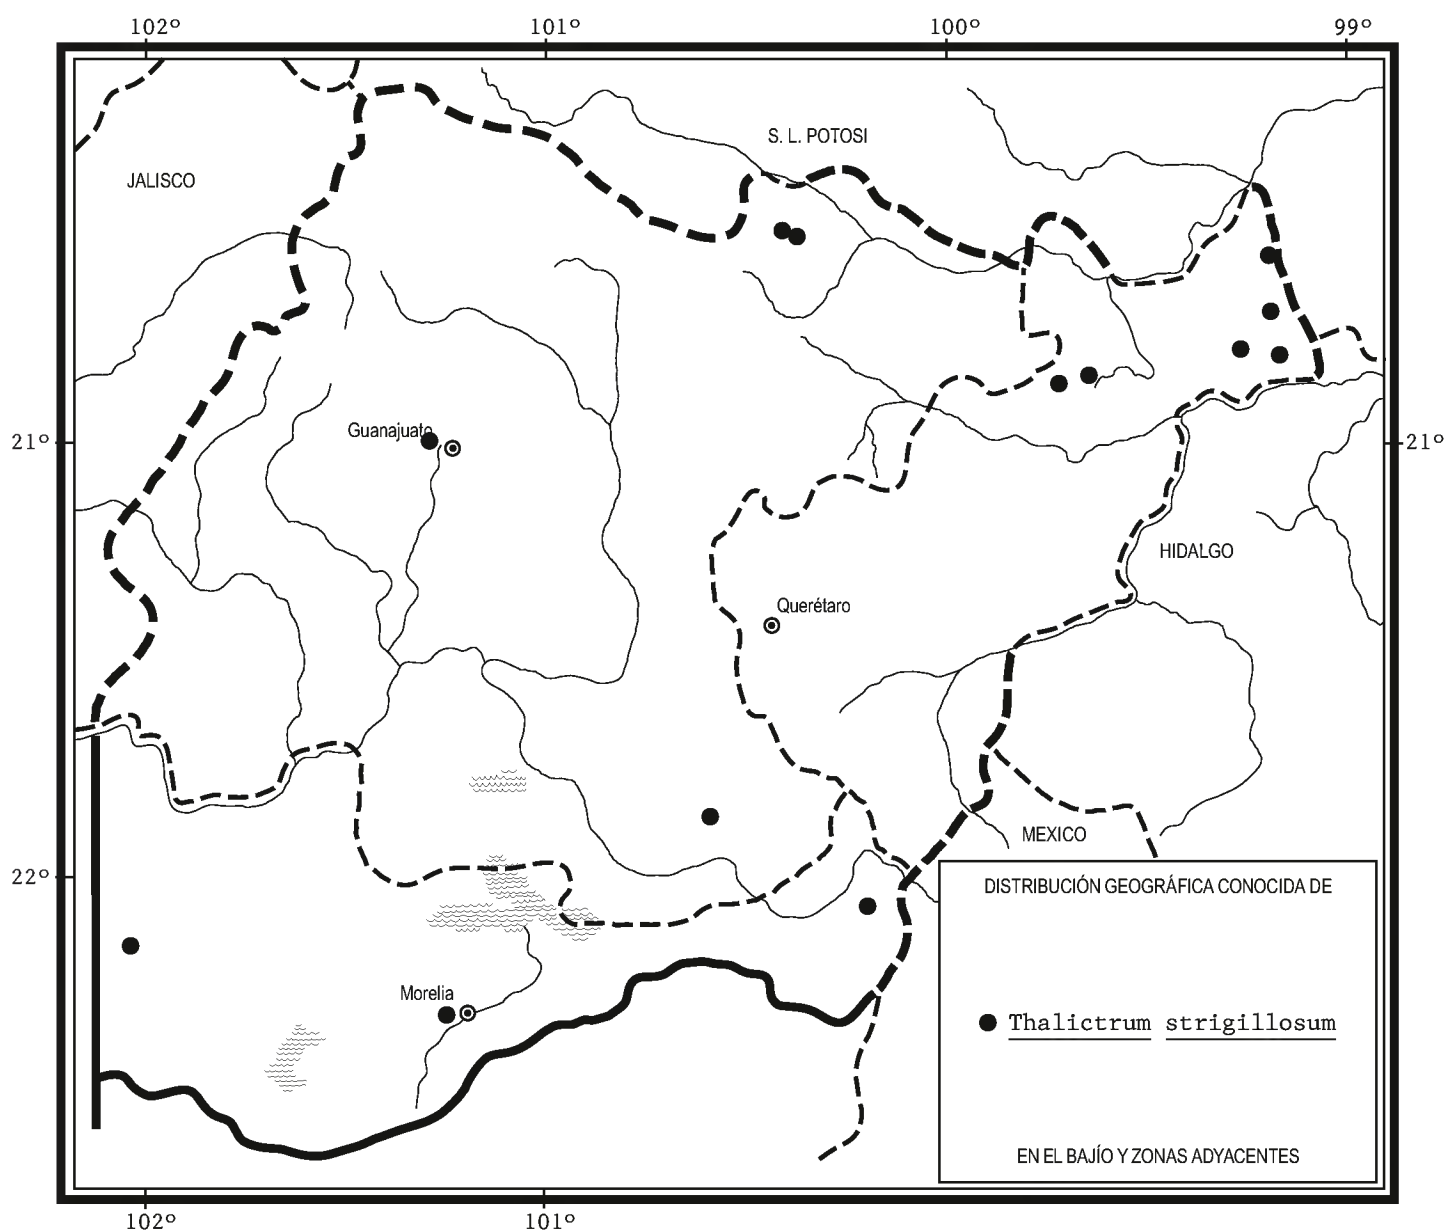 102° 101° 100° 99°
S. L. POTOSI
JALISCO
Guanajuato
21° 21°
HIDALGO
Querétaro
MEXICO
22°
DISTRIBUCIÓN GEOGRÁFICA CONOCIDA DE
Morelia
Thalictrum strigillosum
EN EL BAJÍO Y ZONAS ADYACENTES
102° 101°